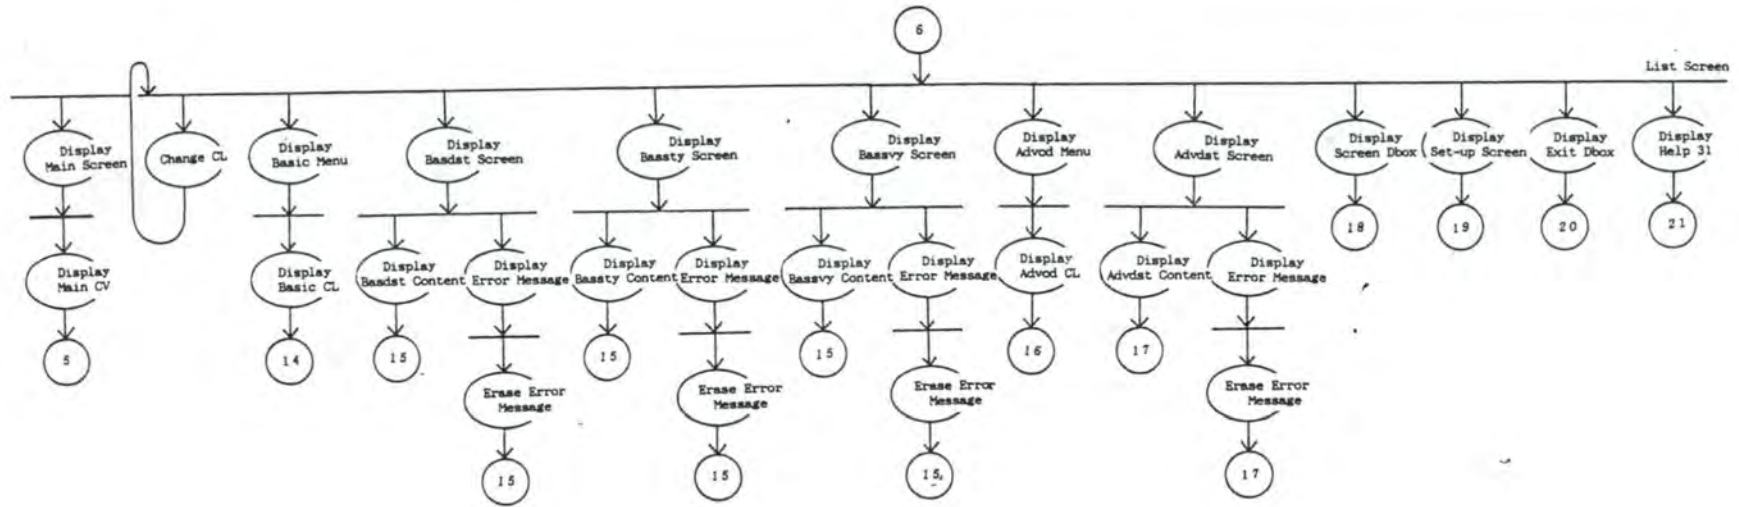 6
List Screen
Display
Main Screen
Change CL
Display
Basic Menu
Display
Basdst Screen
Display
Bassty Screen
Display
Bassvy Screen
Display
Advod Menu
Display
Advdst Screen
Display
Screen Dbox
Display
Set-up Screen
Display
Exit Dbox
Display
Help 31
18
19
20
21
Display
Main CV
Display
Basic CL
Display
Basdst Content
Display
Error Message
Display
Bassty Content
Display
Error Message
Display
Bassvy Content
Display
Error Message
Display
Advod CL
Display
Advdst Content
Display
Error Message
5
14
15
15
15
16
17
Erase Error
Message
Erase Error
Message
Erase Error
Message
Erase Error
Message
15
15
15
17